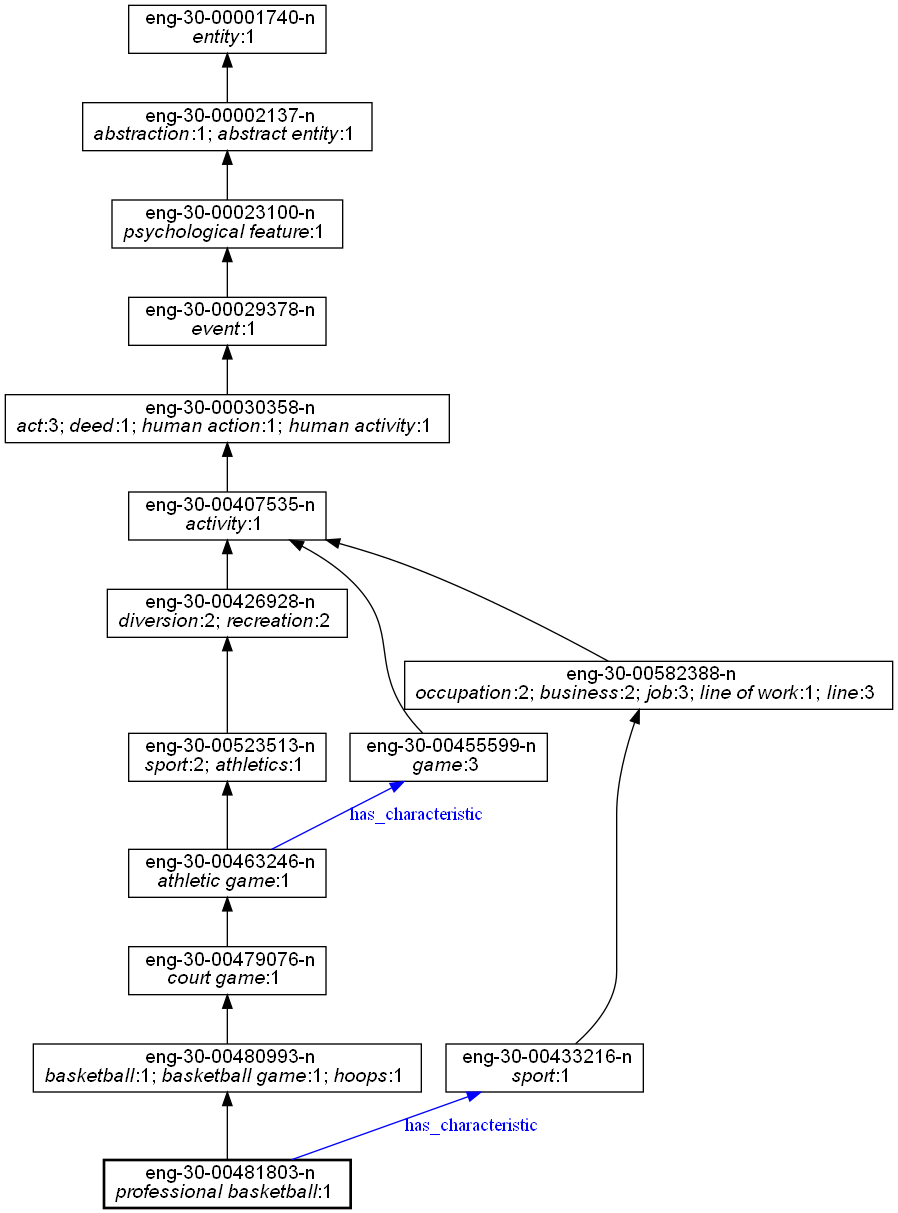 eng-30-00001740-n
entity:1
eng-30-00002137-n
abstraction:1; abstract entity:1
eng-30-00023100-n
psychological feature:1
eng-30-00029378-n
event:1
eng-30-00030358-n
act:3; deed:1; human action:1; human activity:1
eng-30-00407535-n
activity:1
eng-30-00426928-n
diversion:2; recreation:2
eng-30-00582388-n
occupation:2; business:2; job:3; line of work:1; line:3
eng-30-00523513-n
sport:2; athletics:1
eng-30-00455599-n
game:3
has_characteristic
eng-30-00463246-n
athletic game:1
eng-30-00479076-n
court game:1
eng-30-00480993-n
basketball:1; basketball game:1; hoops:1
eng-30-00433216-n
sport:1
has_characteristic
eng-30-00481803-n
professional basketball:1